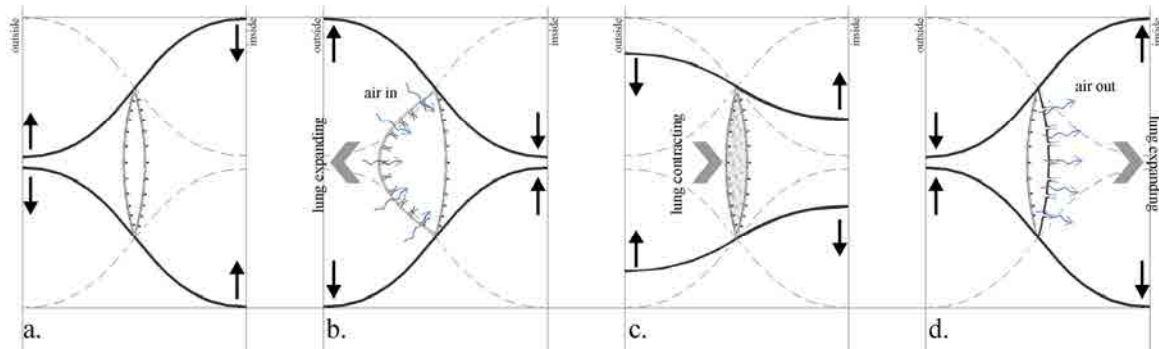 outside
inside
a.
outside
air in
lung expanding
inside
b.
outside
lung contracting
inside
c.
outside
air out
lung expanding
inside
d.